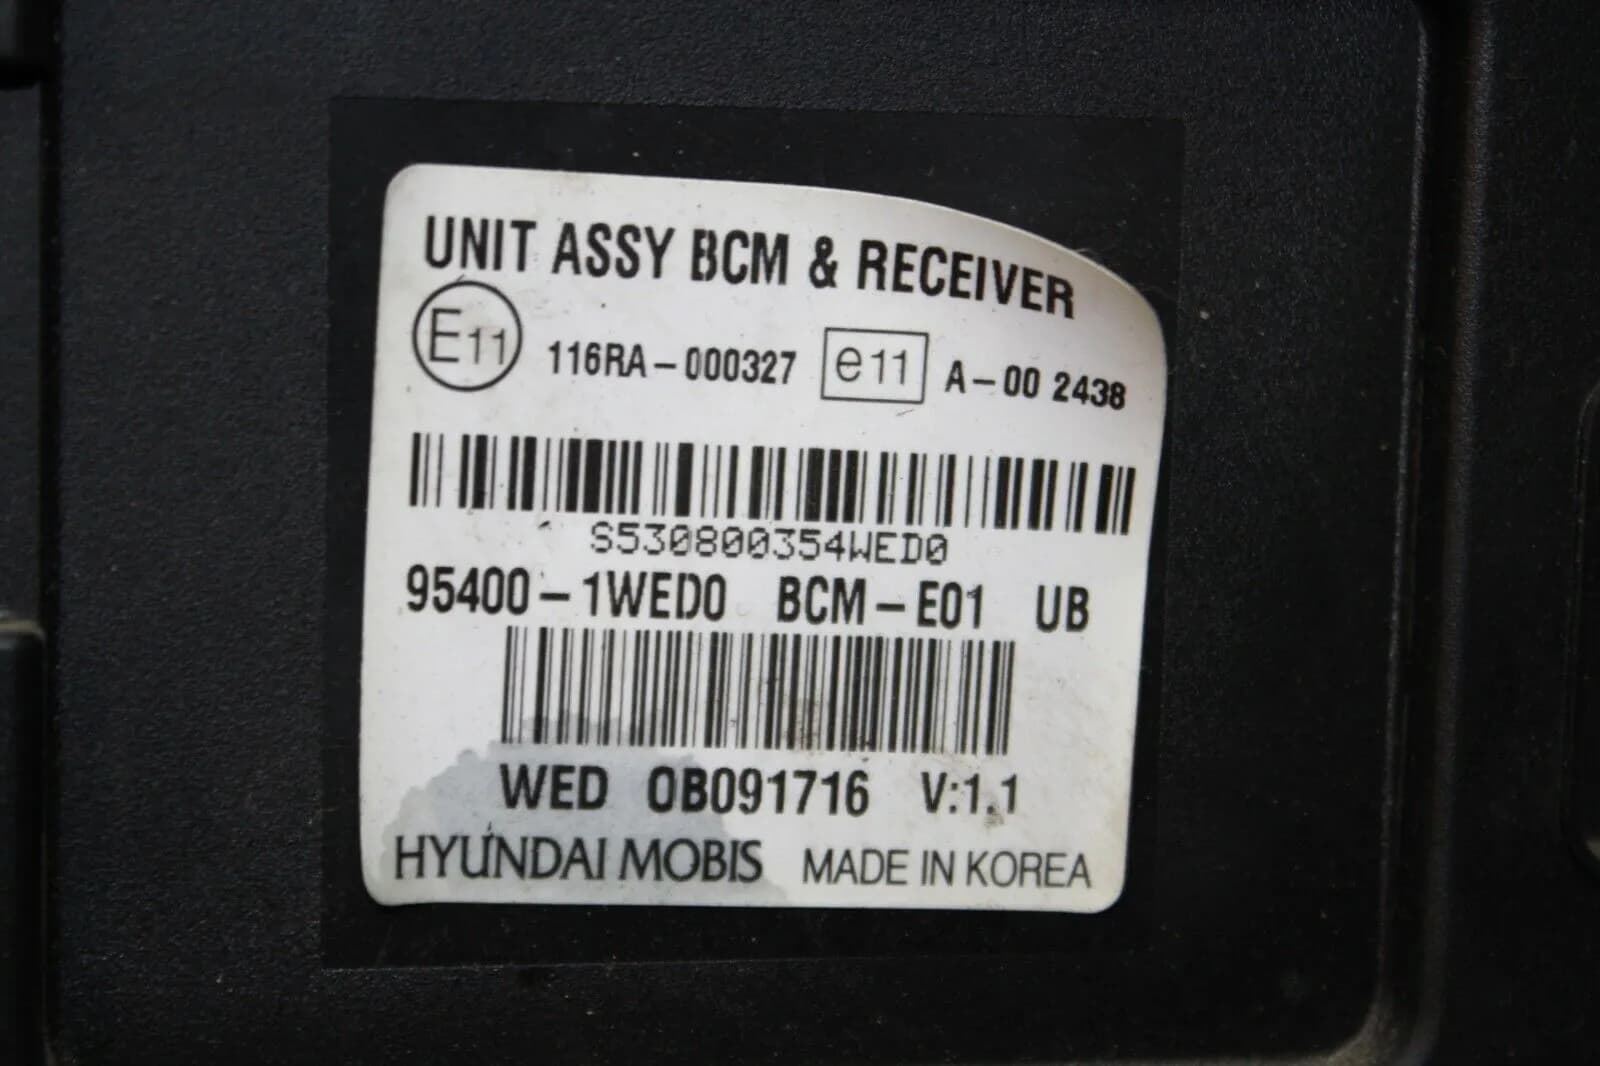 UNIT ASSY BCM & RECEIVER
E11 116RA-000327 e11 A-00 2438
S530800354WED0
95400-1WED0 BCM-E01 UB
WED 0B091716 V:1.1
HYUNDAI MOBIS MADE IN KOREA